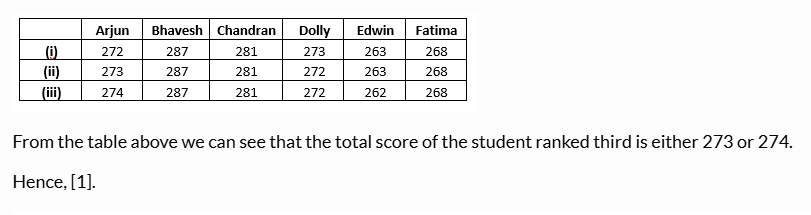 Arjun Bhavesh Chandran Dolly Edwin Fatima
(i) 272 287 281 273 263 268
(ii) 273 287 281 272 263 268
(iii) 274 287 281 272 262 268
From the table above we can see that the total score of the student ranked third is either 273 or 274.
Hence, [1].